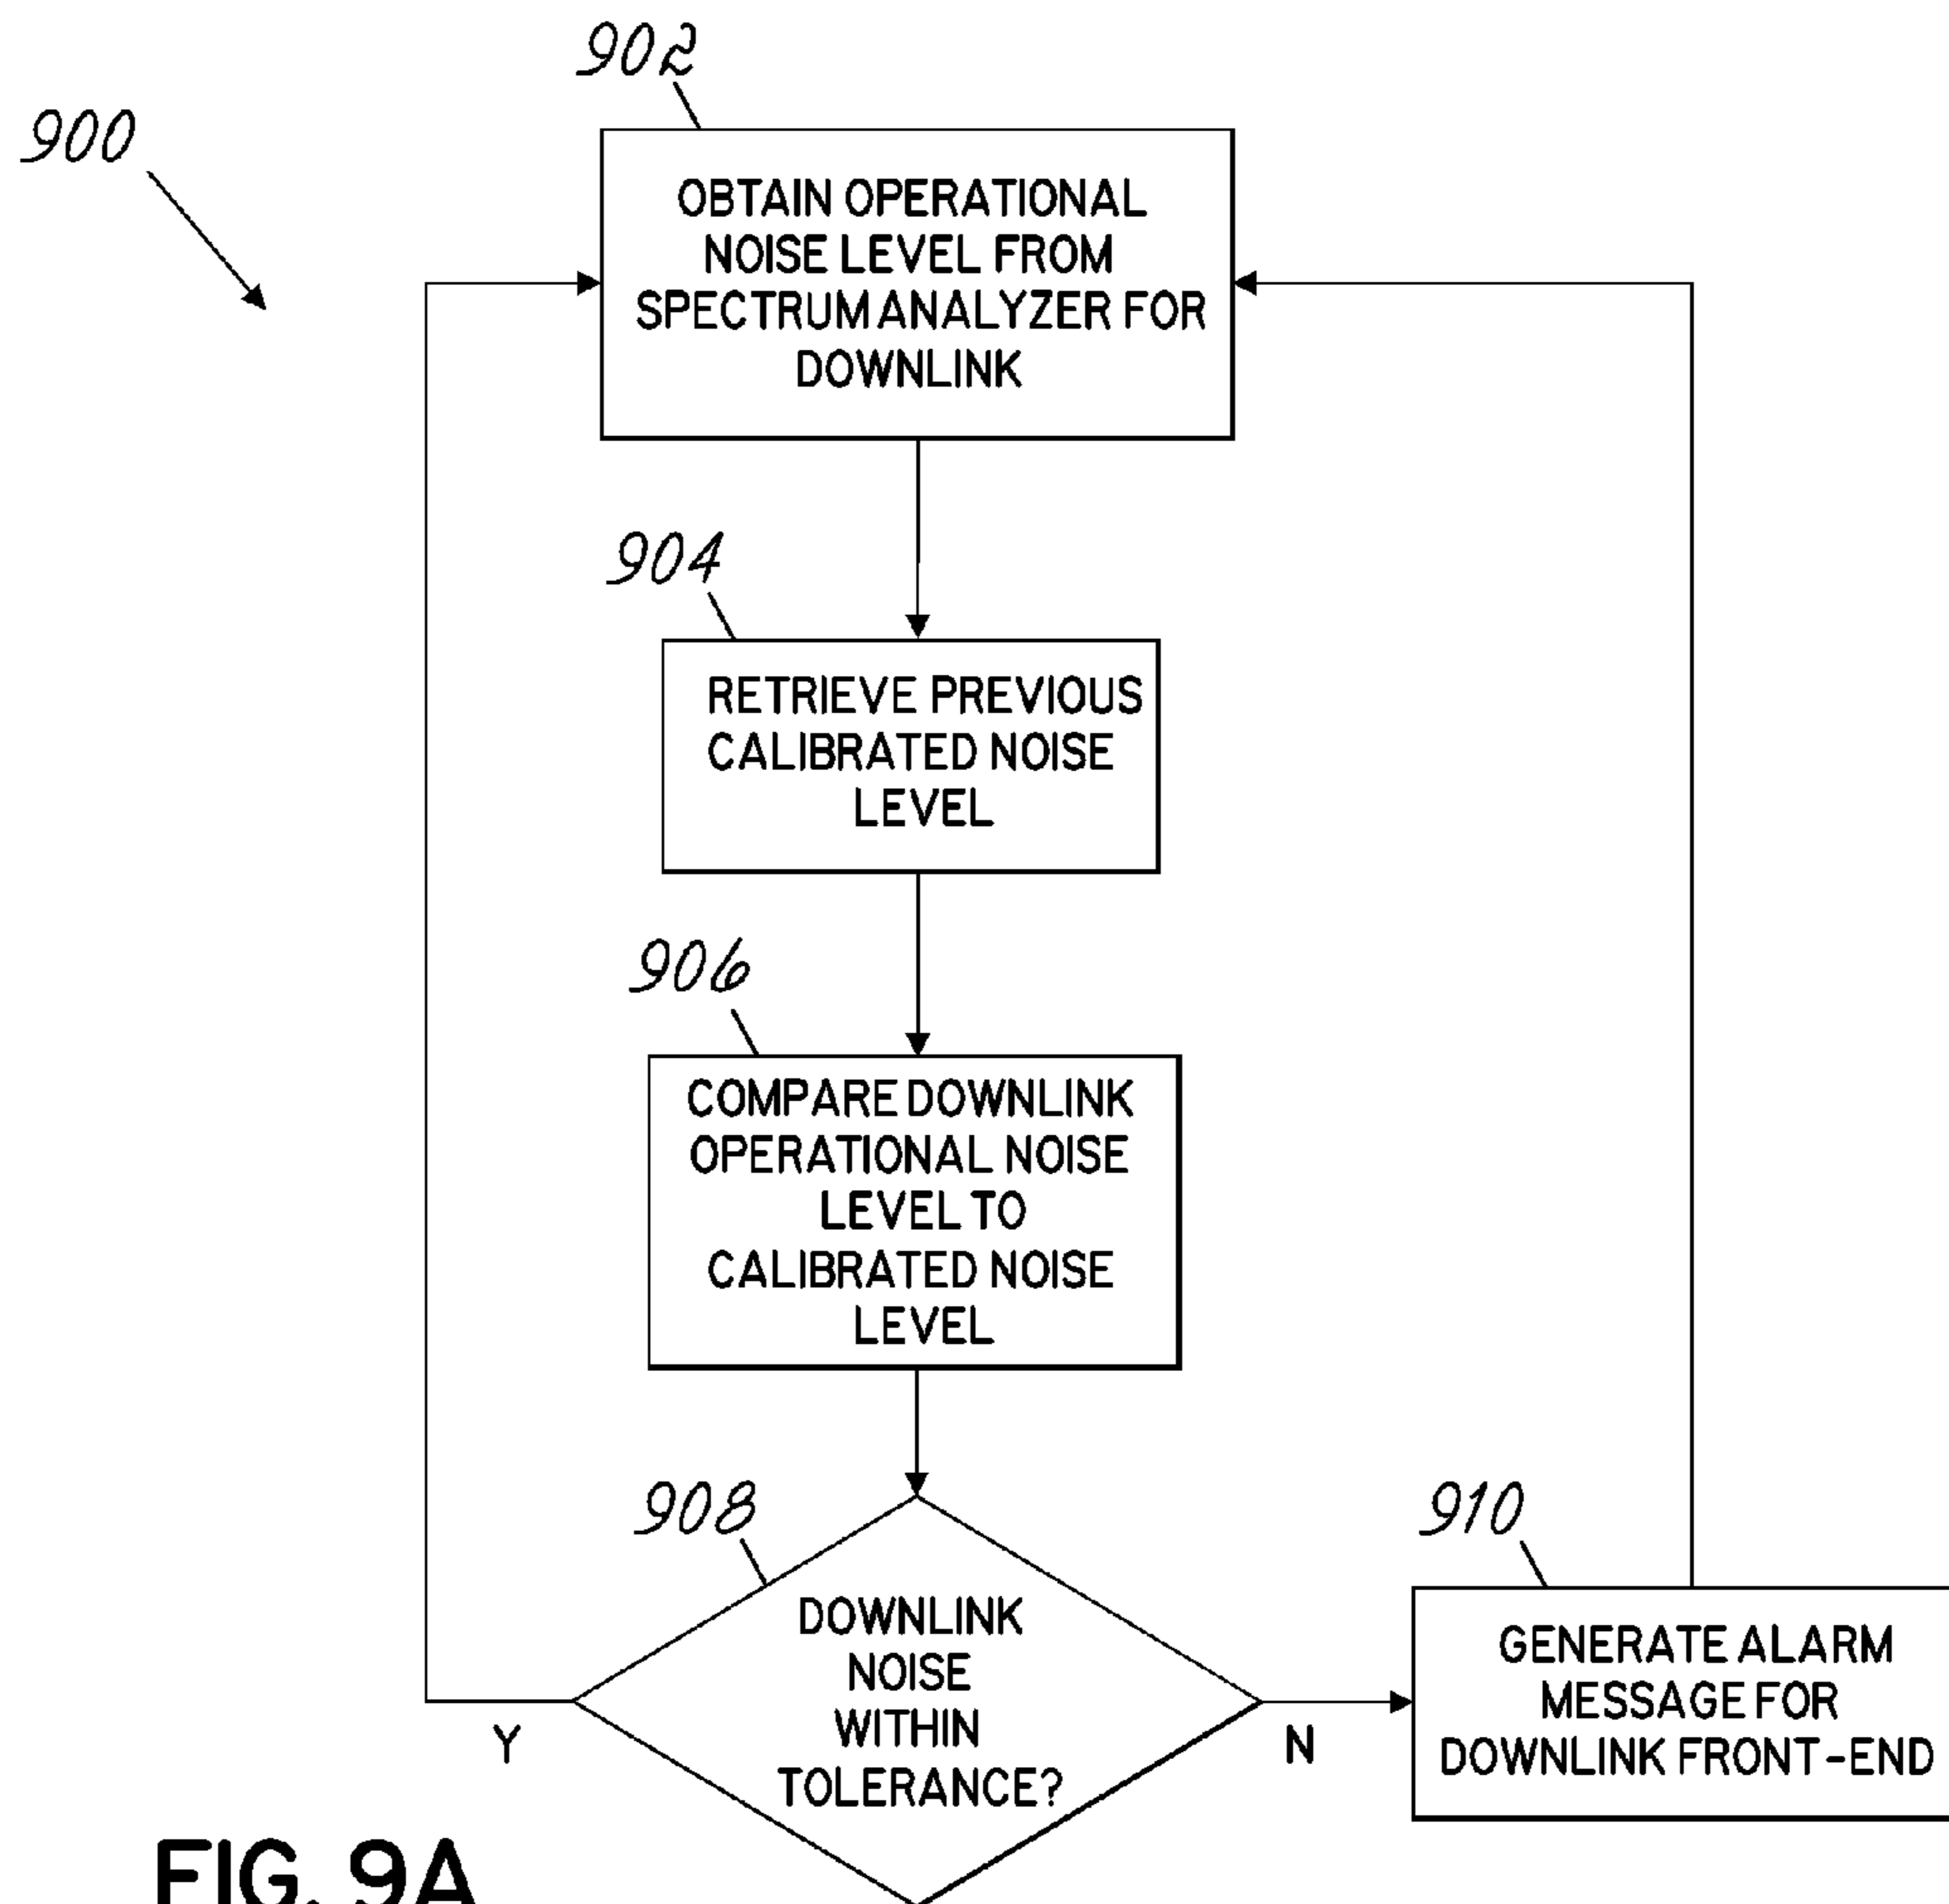 902
900
OBTAIN OPERATIONAL
NOISE LEVEL FROM
SPECTRUM ANALYZER FOR
DOWNLINK
904
RETRIEVE PREVIOUS
CALIBRATED NOISE
LEVEL
906
COMPARE DOWNLINK
OPERATIONAL NOISE
LEVEL TO
CALIBRATED NOISE
LEVEL
908
DOWNLINK
NOISE
WITHIN
TOLERANCE?
Y
N
910
GENERATE ALARM
MESSAGE FOR
DOWNLINK FRONT-END
FIG. 9A